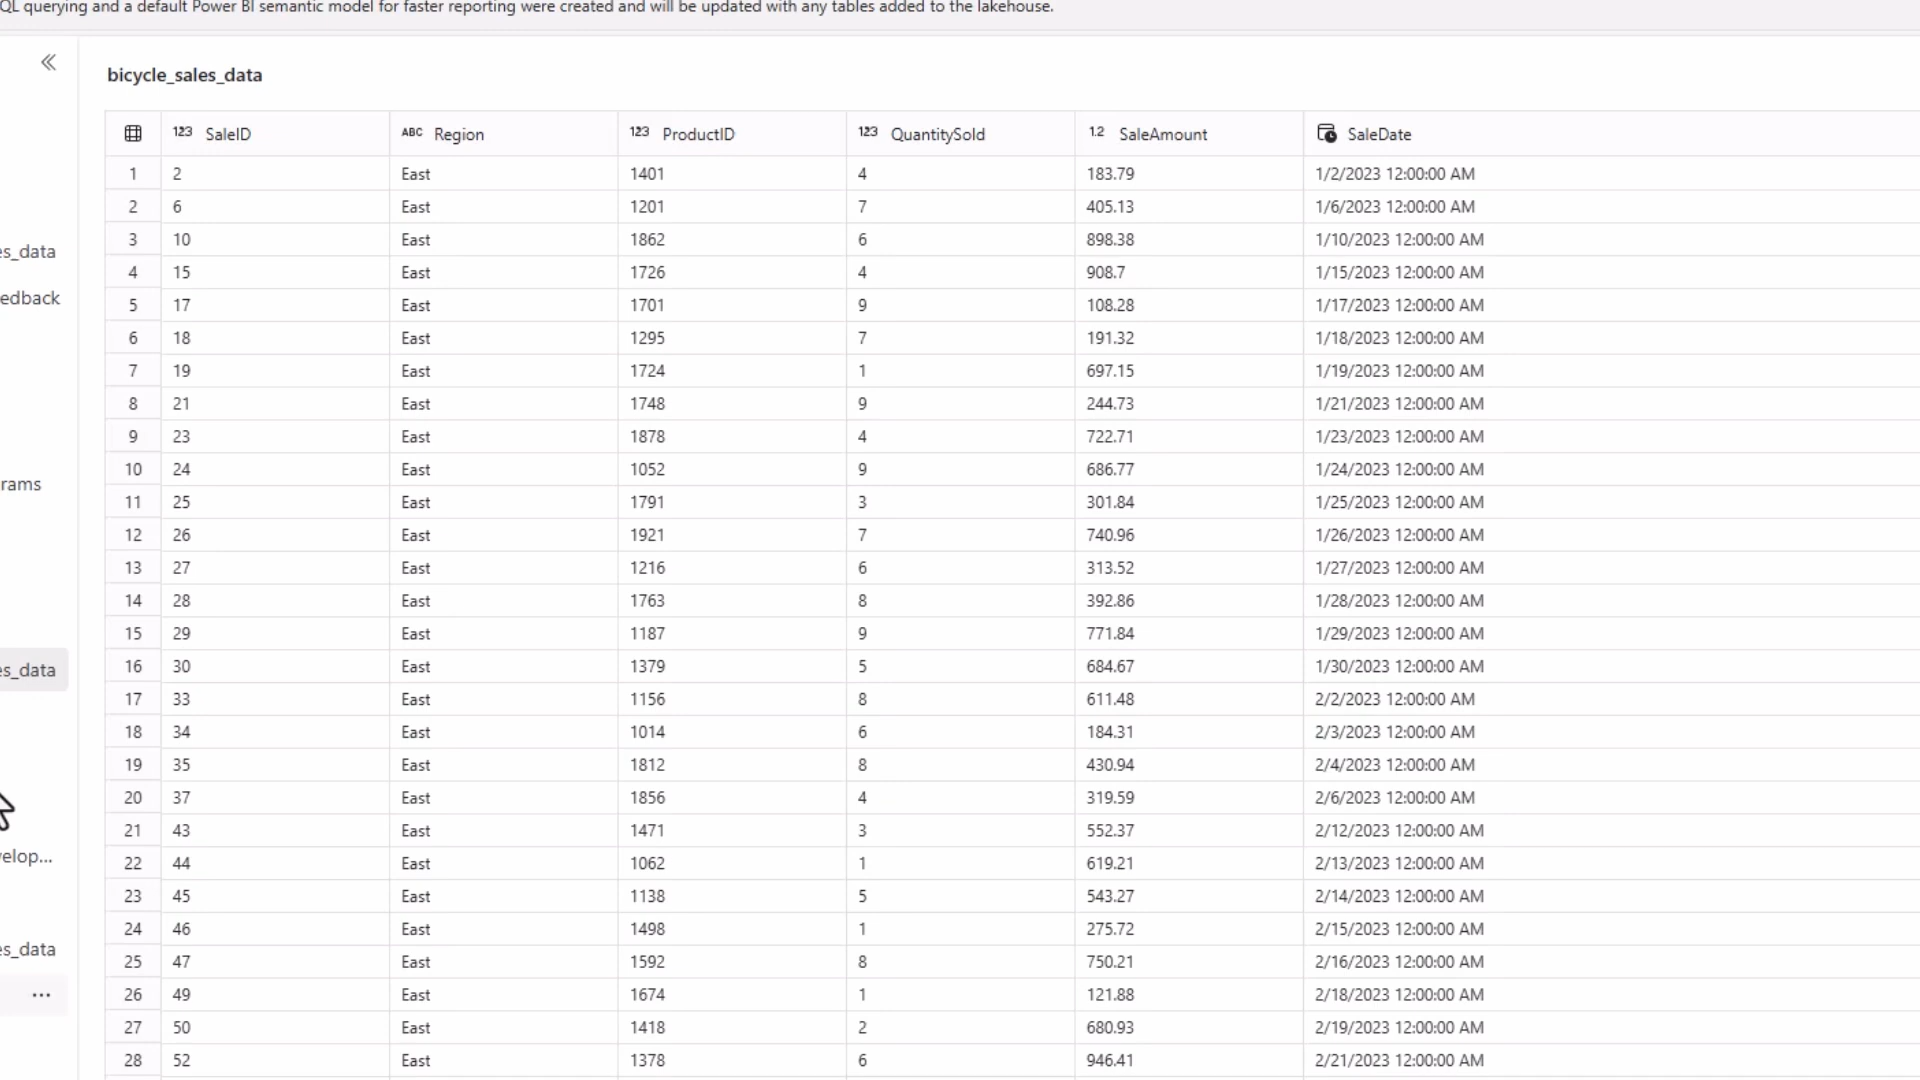 QL querying and a default Power BI semantic model for faster reporting were created and will be updated with any tables added to the lakehouse.
bicycle_sales_data
123 SaleID ABC Region 123 ProductID 123 QuantitySold 1.2 SaleAmount SaleDate
1 2 East 1401 4 183.79 1/2/2023 12:00:00 AM
2 6 East 1201 7 405.13 1/6/2023 12:00:00 AM
3 10 East 1862 6 898.38 1/10/2023 12:00:00 AM
es_data
4 15 East 1726 4 908.7 1/15/2023 12:00:00 AM
edback
5 17 East 1701 9 108.28 1/17/2023 12:00:00 AM
6 18 East 1295 7 191.32 1/18/2023 12:00:00 AM
7 19 East 1724 1 697.15 1/19/2023 12:00:00 AM
8 21 East 1748 9 244.73 1/21/2023 12:00:00 AM
9 23 East 1878 4 722.71 1/23/2023 12:00:00 AM
10 24 East 1052 9 686.77 1/24/2023 12:00:00 AM
rams
11 25 East 1791 3 301.84 1/25/2023 12:00:00 AM
12 26 East 1921 7 740.96 1/26/2023 12:00:00 AM
13 27 East 1216 6 313.52 1/27/2023 12:00:00 AM
14 28 East 1763 8 392.86 1/28/2023 12:00:00 AM
15 29 East 1187 9 771.84 1/29/2023 12:00:00 AM
es_data
16 30 East 1379 5 684.67 1/30/2023 12:00:00 AM
17 33 East 1156 8 611.48 2/2/2023 12:00:00 AM
18 34 East 1014 6 184.31 2/3/2023 12:00:00 AM
19 35 East 1812 8 430.94 2/4/2023 12:00:00 AM
20 37 East 1856 4 319.59 2/6/2023 12:00:00 AM
21 43 East 1471 3 552.37 2/12/2023 12:00:00 AM
velop...
22 44 East 1062 1 619.21 2/13/2023 12:00:00 AM
23 45 East 1138 5 543.27 2/14/2023 12:00:00 AM
24 46 East 1498 1 275.72 2/15/2023 12:00:00 AM
es_data
25 47 East 1592 8 750.21 2/16/2023 12:00:00 AM
26 49 East 1674 1 121.88 2/18/2023 12:00:00 AM
27 50 East 1418 2 680.93 2/19/2023 12:00:00 AM
28 52 East 1378 6 946.41 2/21/2023 12:00:00 AM